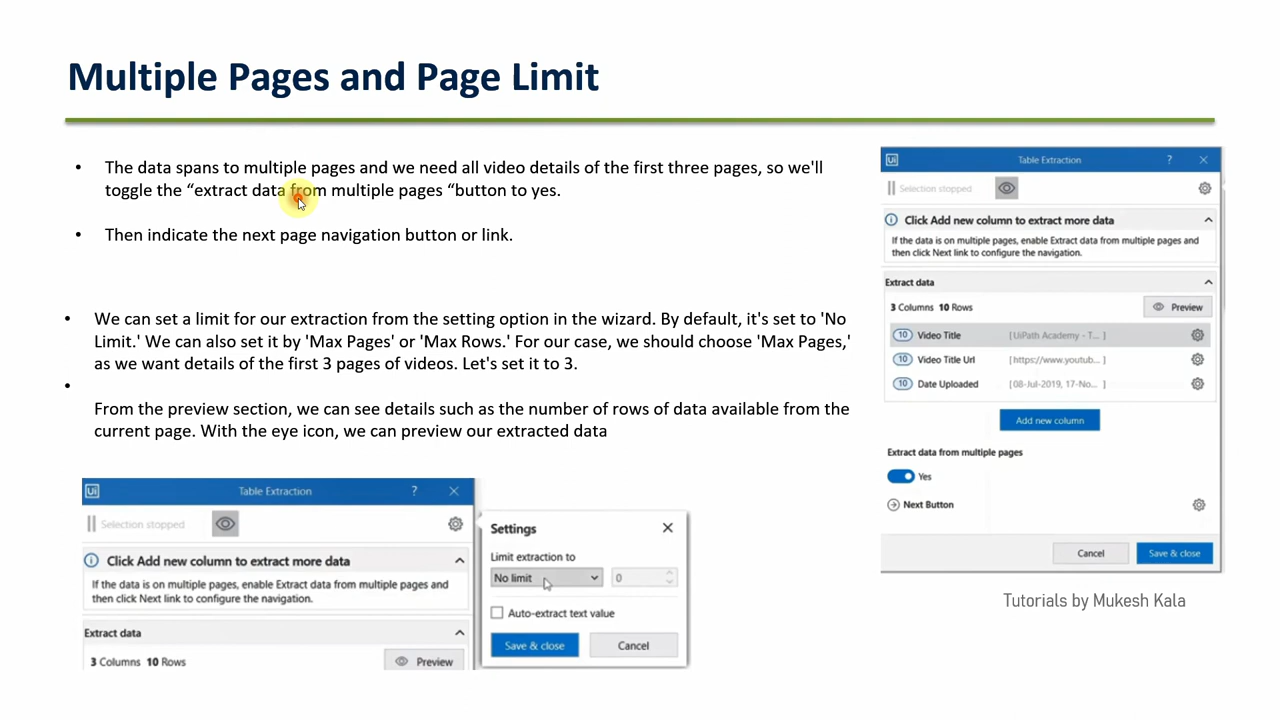 Multiple Pages and Page Limit
• The data spans to multiple pages and we need all video details of the first three pages, so we'll
toggle the “extract data from multiple pages “button to yes.
• Then indicate the next page navigation button or link.
• We can set a limit for our extraction from the setting option in the wizard. By default, it's set to 'No
Limit.' We can also set it by 'Max Pages' or 'Max Rows.' For our case, we should choose 'Max Pages,'
as we want details of the first 3 pages of videos. Let's set it to 3.
•
From the preview section, we can see details such as the number of rows of data available from the
current page. With the eye icon, we can preview our extracted data
Ui Table Extraction ? ×
Selection stopped
Click Add new column to extract more data
If the data is on multiple pages, enable Extract data from multiple pages and
then click Next link to configure the navigation.
Extract data
3 Columns 10 Rows Preview
Settings ×
Limit extraction to
No limit 0
Auto-extract text value
Save & close Cancel
Ui Table Extraction ? ×
Selection stopped
Click Add new column to extract more data
If the data is on multiple pages, enable Extract data from multiple pages and
then click Next link to configure the navigation.
Extract data
3 Columns 10 Rows Preview
10 Video Title [UiPath Academy - T... ]
10 Video Title Url [https://www.youtub... ]
10 Date Uploaded [08-Jul-2019, 17-No... ]
Add new column
Extract data from multiple pages
Yes
Next Button
Cancel Save & close
Tutorials by Mukesh Kala